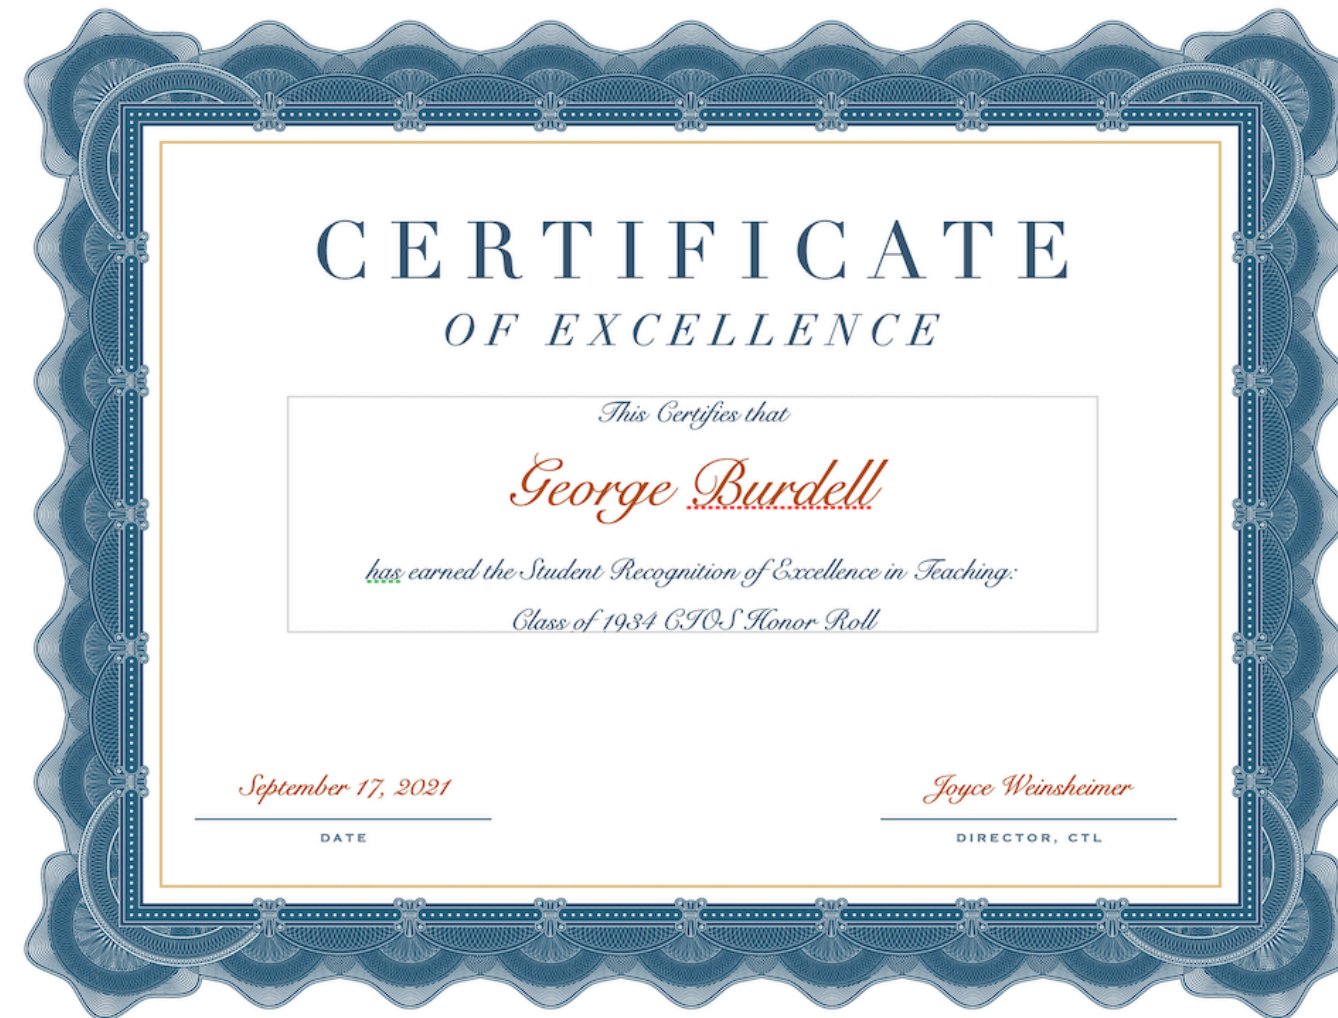 CERTIFICATE
OF EXCELLENCE
This Certifies that
George Burdell
has earned the Student Recognition of Excellence in Teaching:
Class of 1934 CIOS Honor Roll
September 17, 2021
DATE
Joyce Weinsheimer
DIRECTOR, CTL